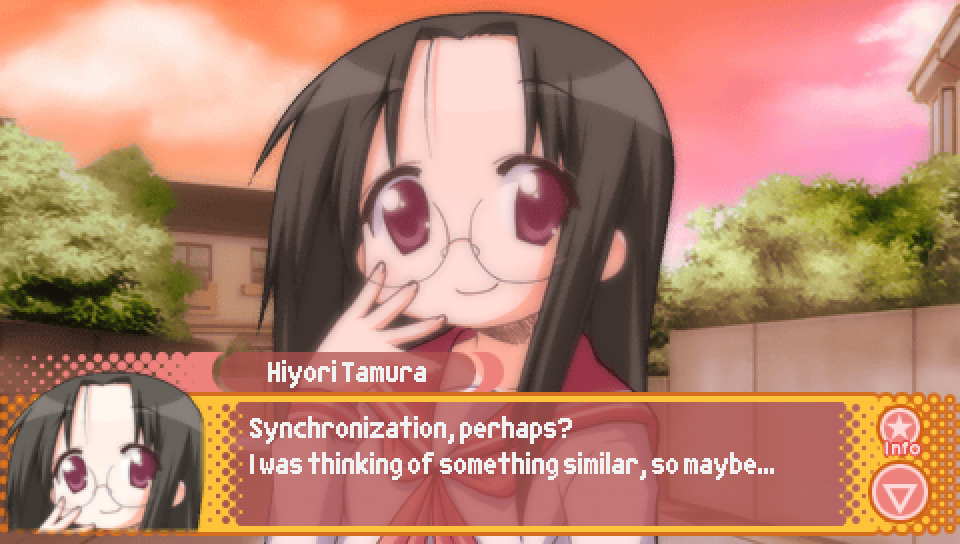 Hiyori Tamura
Synchronization, perhaps?
I was thinking of something similar, so maybe...
Info